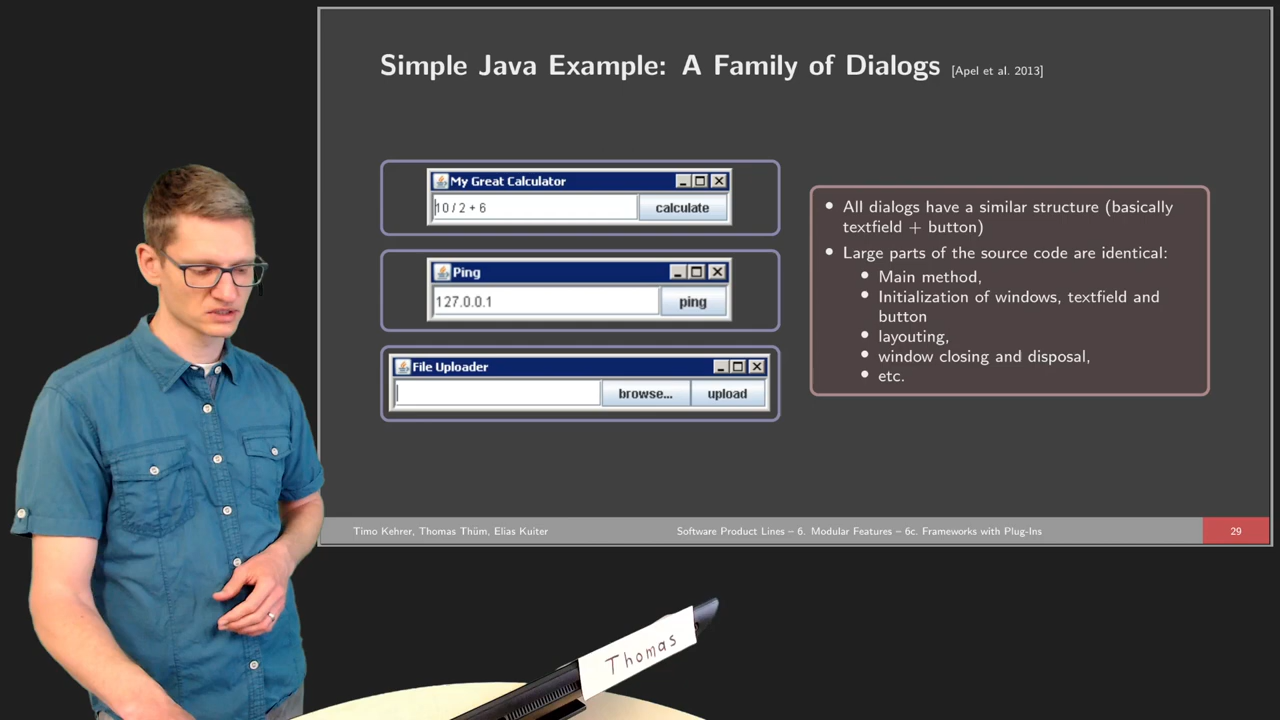 Simple Java Example: A Family of Dialogs [Apel et al. 2013]
My Great Calculator
10 / 2 + 6
calculate
Ping
127.0.0.1
ping
File Uploader
browse...
upload
• All dialogs have a similar structure (basically
textfield + button)
• Large parts of the source code are identical:
• Main method,
• Initialization of windows, textfield and
button
• layouting,
• window closing and disposal,
• etc.
Timo Kehrer, Thomas Thüm, Elias Kuiter
Software Product Lines – 6. Modular Features – 6c. Frameworks with Plug-Ins
29
Thomas